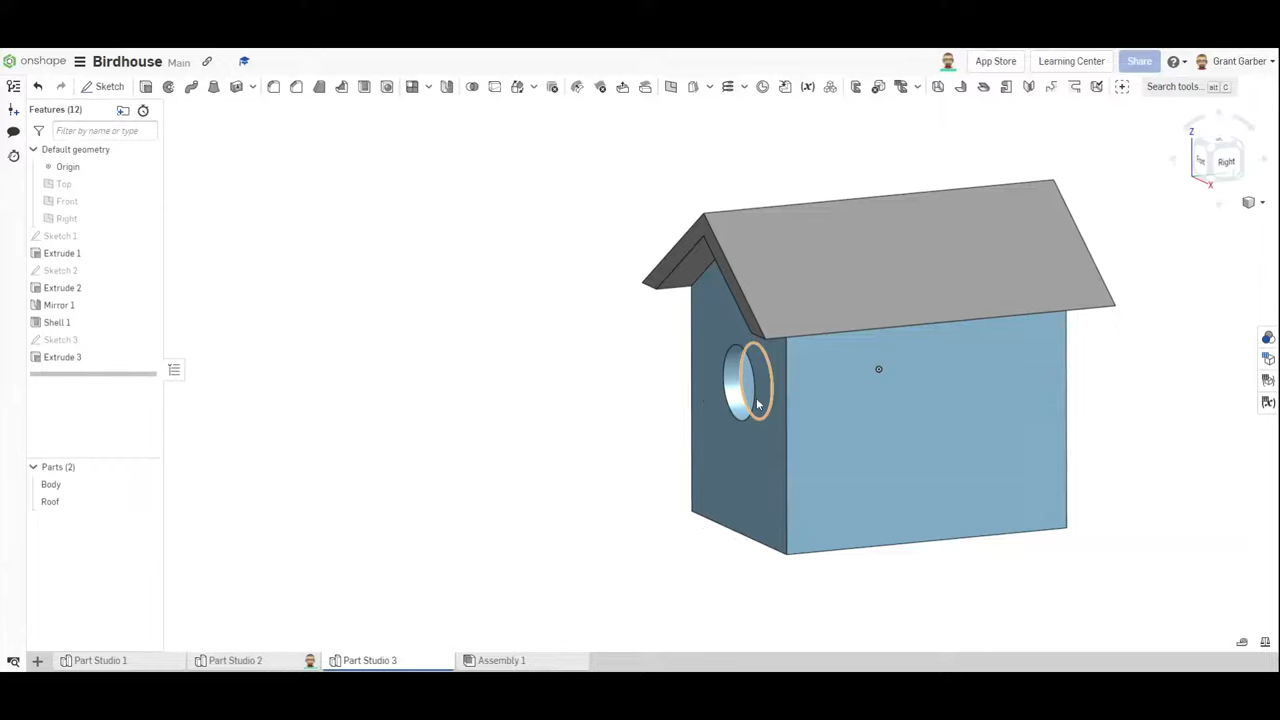 onshape Birdhouse Main App Store Learning Center Share Grant Garber
Sketch Search tools... alt C
Features (12)
Filter by name or type
Default geometry
Origin
Top
Front
Right
Sketch 1
Extrude 1
Sketch 2
Extrude 2
Mirror 1
Shell 1
Sketch 3
Extrude 3
Z
Right
X
Parts (2)
Body
Roof
Part Studio 1 Part Studio 2 Part Studio 3 Assembly 1